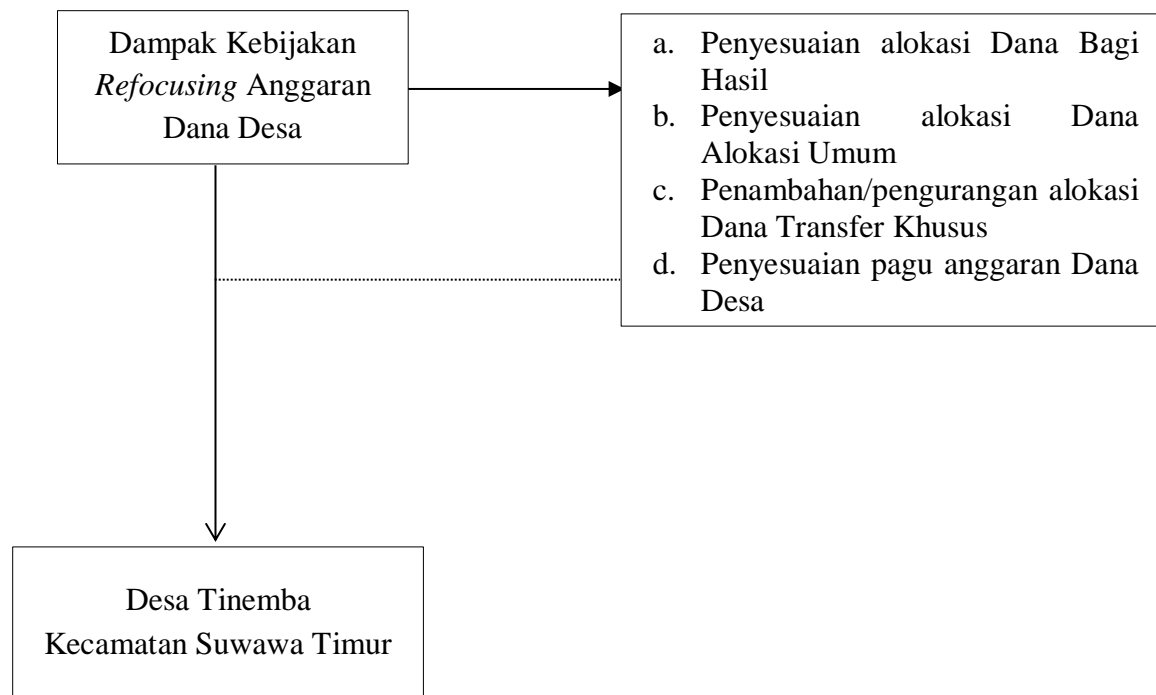 Dampak Kebijakan
Refocusing Anggaran
Dana Desa
a. Penyesuaian alokasi Dana Bagi
Hasil
b. Penyesuaian alokasi Dana
Alokasi Umum
c. Penambahan/pengurangan alokasi
Dana Transfer Khusus
d. Penyesuaian pagu anggaran Dana
Desa
Desa Tinemba
Kecamatan Suwawa Timur